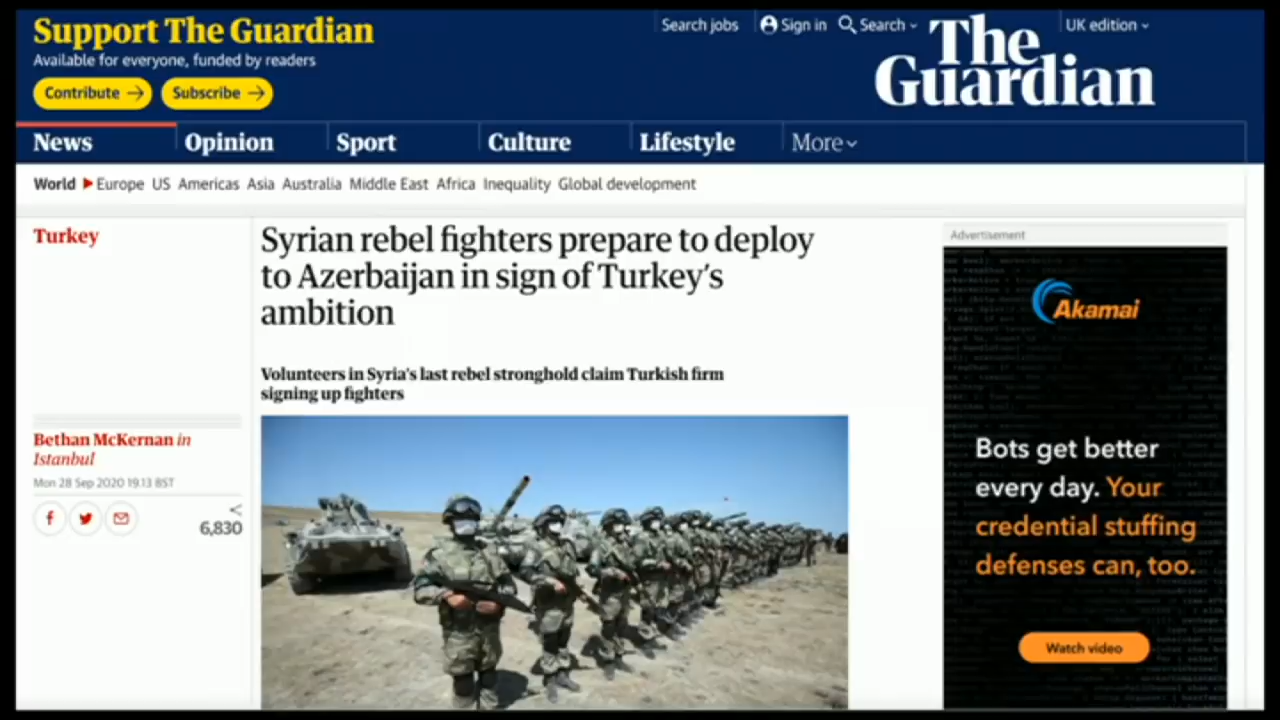 Support The Guardian
Available for everyone, funded by readers
Contribute →
Subscribe →
Search jobs
Sign in
Search
UK edition
The
Guardian
News
Opinion
Sport
Culture
Lifestyle
More
World
Europe
US
Americas
Asia
Australia
Middle East
Africa
Inequality
Global development
Turkey
Syrian rebel fighters prepare to deploy
to Azerbaijan in sign of Turkey's
ambition
Volunteers in Syria's last rebel stronghold claim Turkish firm
signing up fighters
Bethan McKernan in
Istanbul
Mon 28 Sep 2020 19.13 BST
6,830
Advertisement
Akamai
Bots get better
every day. Your
credential stuffing
defenses can, too.
Watch video